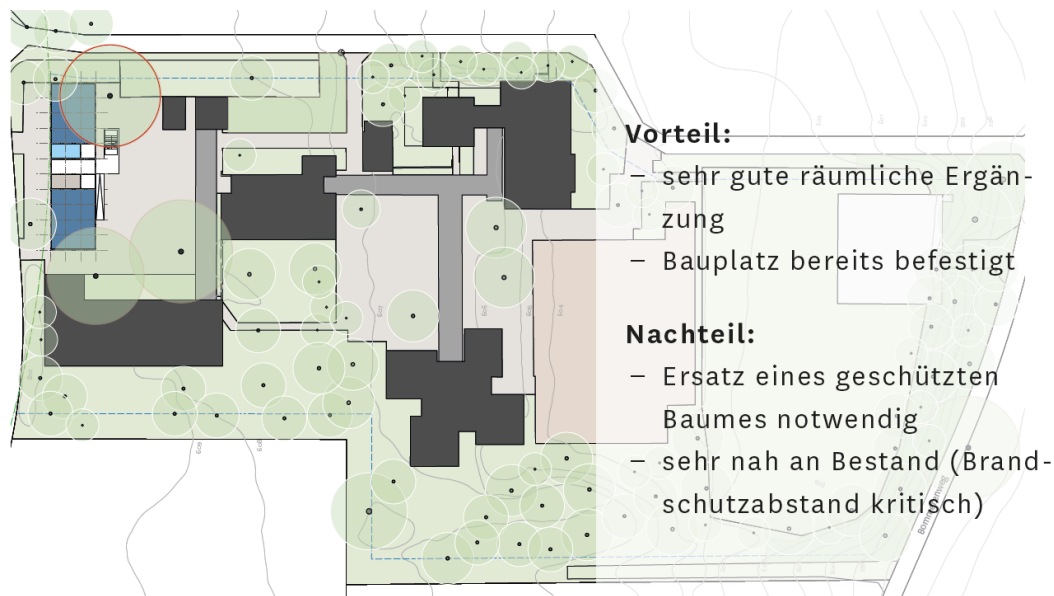 Vorteil:
– sehr gute räumliche Ergän-
zung
– Bauplatz bereits befestigt
Nachteil:
– Ersatz eines geschützten
Baumes notwendig
– sehr nah an Bestand (Brand-
schutzabstand kritisch)